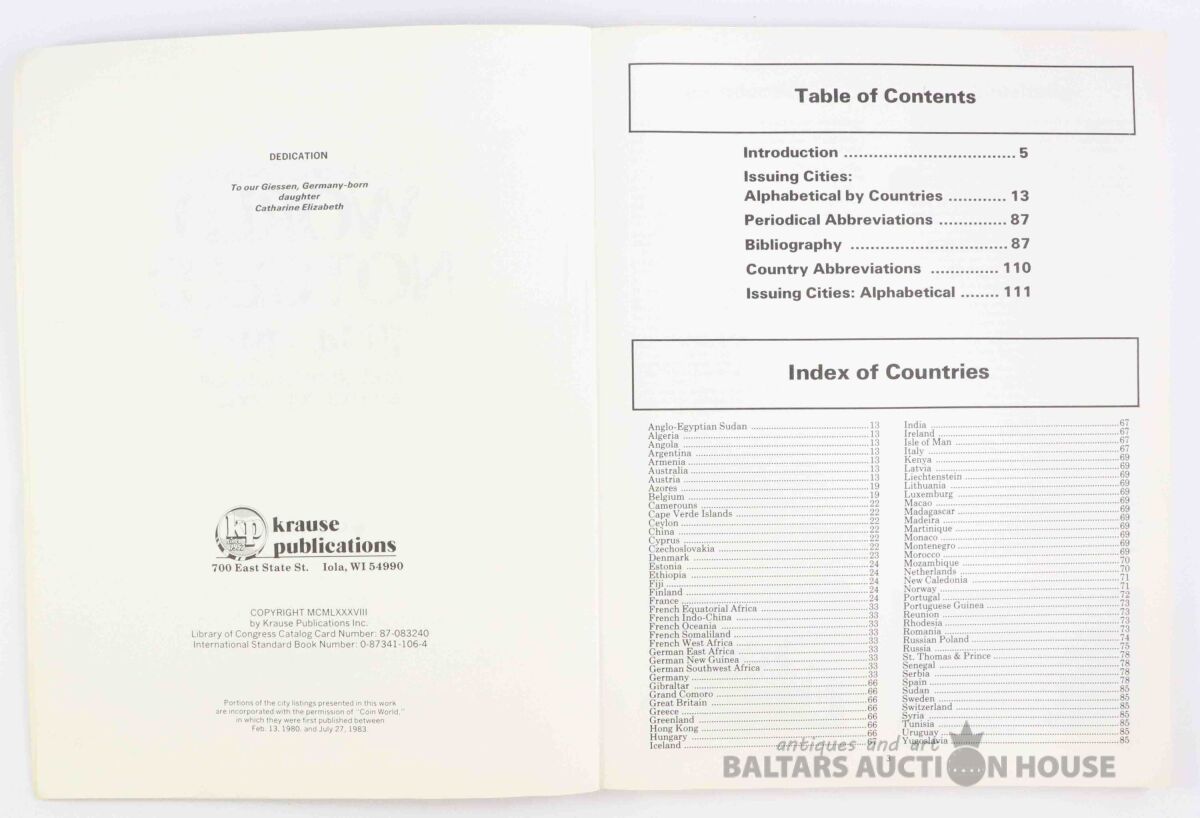 DEDICATION
To our Giessen, Germany-born
daughter
Catharine Elizabeth
kp
krause
publications
700 East State St. Iola, WI 54990
COPYRIGHT MCMLXXXVIII
by Krause Publications Inc.
Library of Congress Catalog Card Number: 87-083240
International Standard Book Number: 0-87341-106-4
Portions of the city listings presented in this work
are incorporated with the permission of "Coin World,"
in which they were first published between
Feb. 13, 1980, and July 27, 1983.
Table of Contents
Introduction .................................. 5
Issuing Cities:
Alphabetical by Countries ............ 13
Periodical Abbreviations .............. 87
Bibliography ............................... 87
Country Abbreviations ............. 110
Issuing Cities: Alphabetical ........ 111
Index of Countries
Anglo-Egyptian Sudan ... 13
Algeria ... 13
Angola ... 13
Argentina ... 13
Armenia ... 13
Australia ... 13
Austria ... 13
Azores ... 19
Belgium ... 19
Camerouns ... 22
Cape Verde Islands ... 22
Ceylon ... 22
China ... 22
Cyprus ... 22
Czechoslovakia ... 22
Denmark ... 23
Estonia ... 24
Ethiopia ... 24
Fiji ... 24
Finland ... 24
France ... 24
French Equatorial Africa ... 33
French Indo-China ... 33
French Oceania ... 33
French Somaliland ... 33
French West Africa ... 33
German East Africa ... 33
German New Guinea ... 33
German Southwest Africa ... 33
Germany ... 33
Gibraltar ... 66
Grand Comoro ... 66
Great Britain ... 66
Greece ... 66
Greenland ... 66
Hong Kong ... 66
Hungary ... 66
Iceland ... 67
India ... 67
Ireland ... 67
Isle of Man ... 67
Italy ... 67
Kenya ... 69
Latvia ... 69
Liechtenstein ... 69
Lithuania ... 69
Luxemburg ... 69
Macao ... 69
Madagascar ... 69
Madeira ... 69
Martinique ... 69
Monaco ... 69
Montenegro ... 69
Morocco ... 69
Mozambique ... 70
Netherlands ... 70
New Caledonia ... 71
Norway ... 71
Portugal ... 72
Portuguese Guinea ... 73
Reunion ... 73
Rhodesia ... 73
Romania ... 73
Russian Poland ... 74
Russia ... 75
St. Thomas & Prince ... 78
Senegal ... 78
Serbia ... 78
Spain ... 78
Sudan ... 85
Sweden ... 85
Switzerland ... 85
Syria ... 85
Tunisia ... 85
Uruguay ... 85
Yugoslavia ... 85
3
antiques and art
BALTARS AUCTION HOUSE